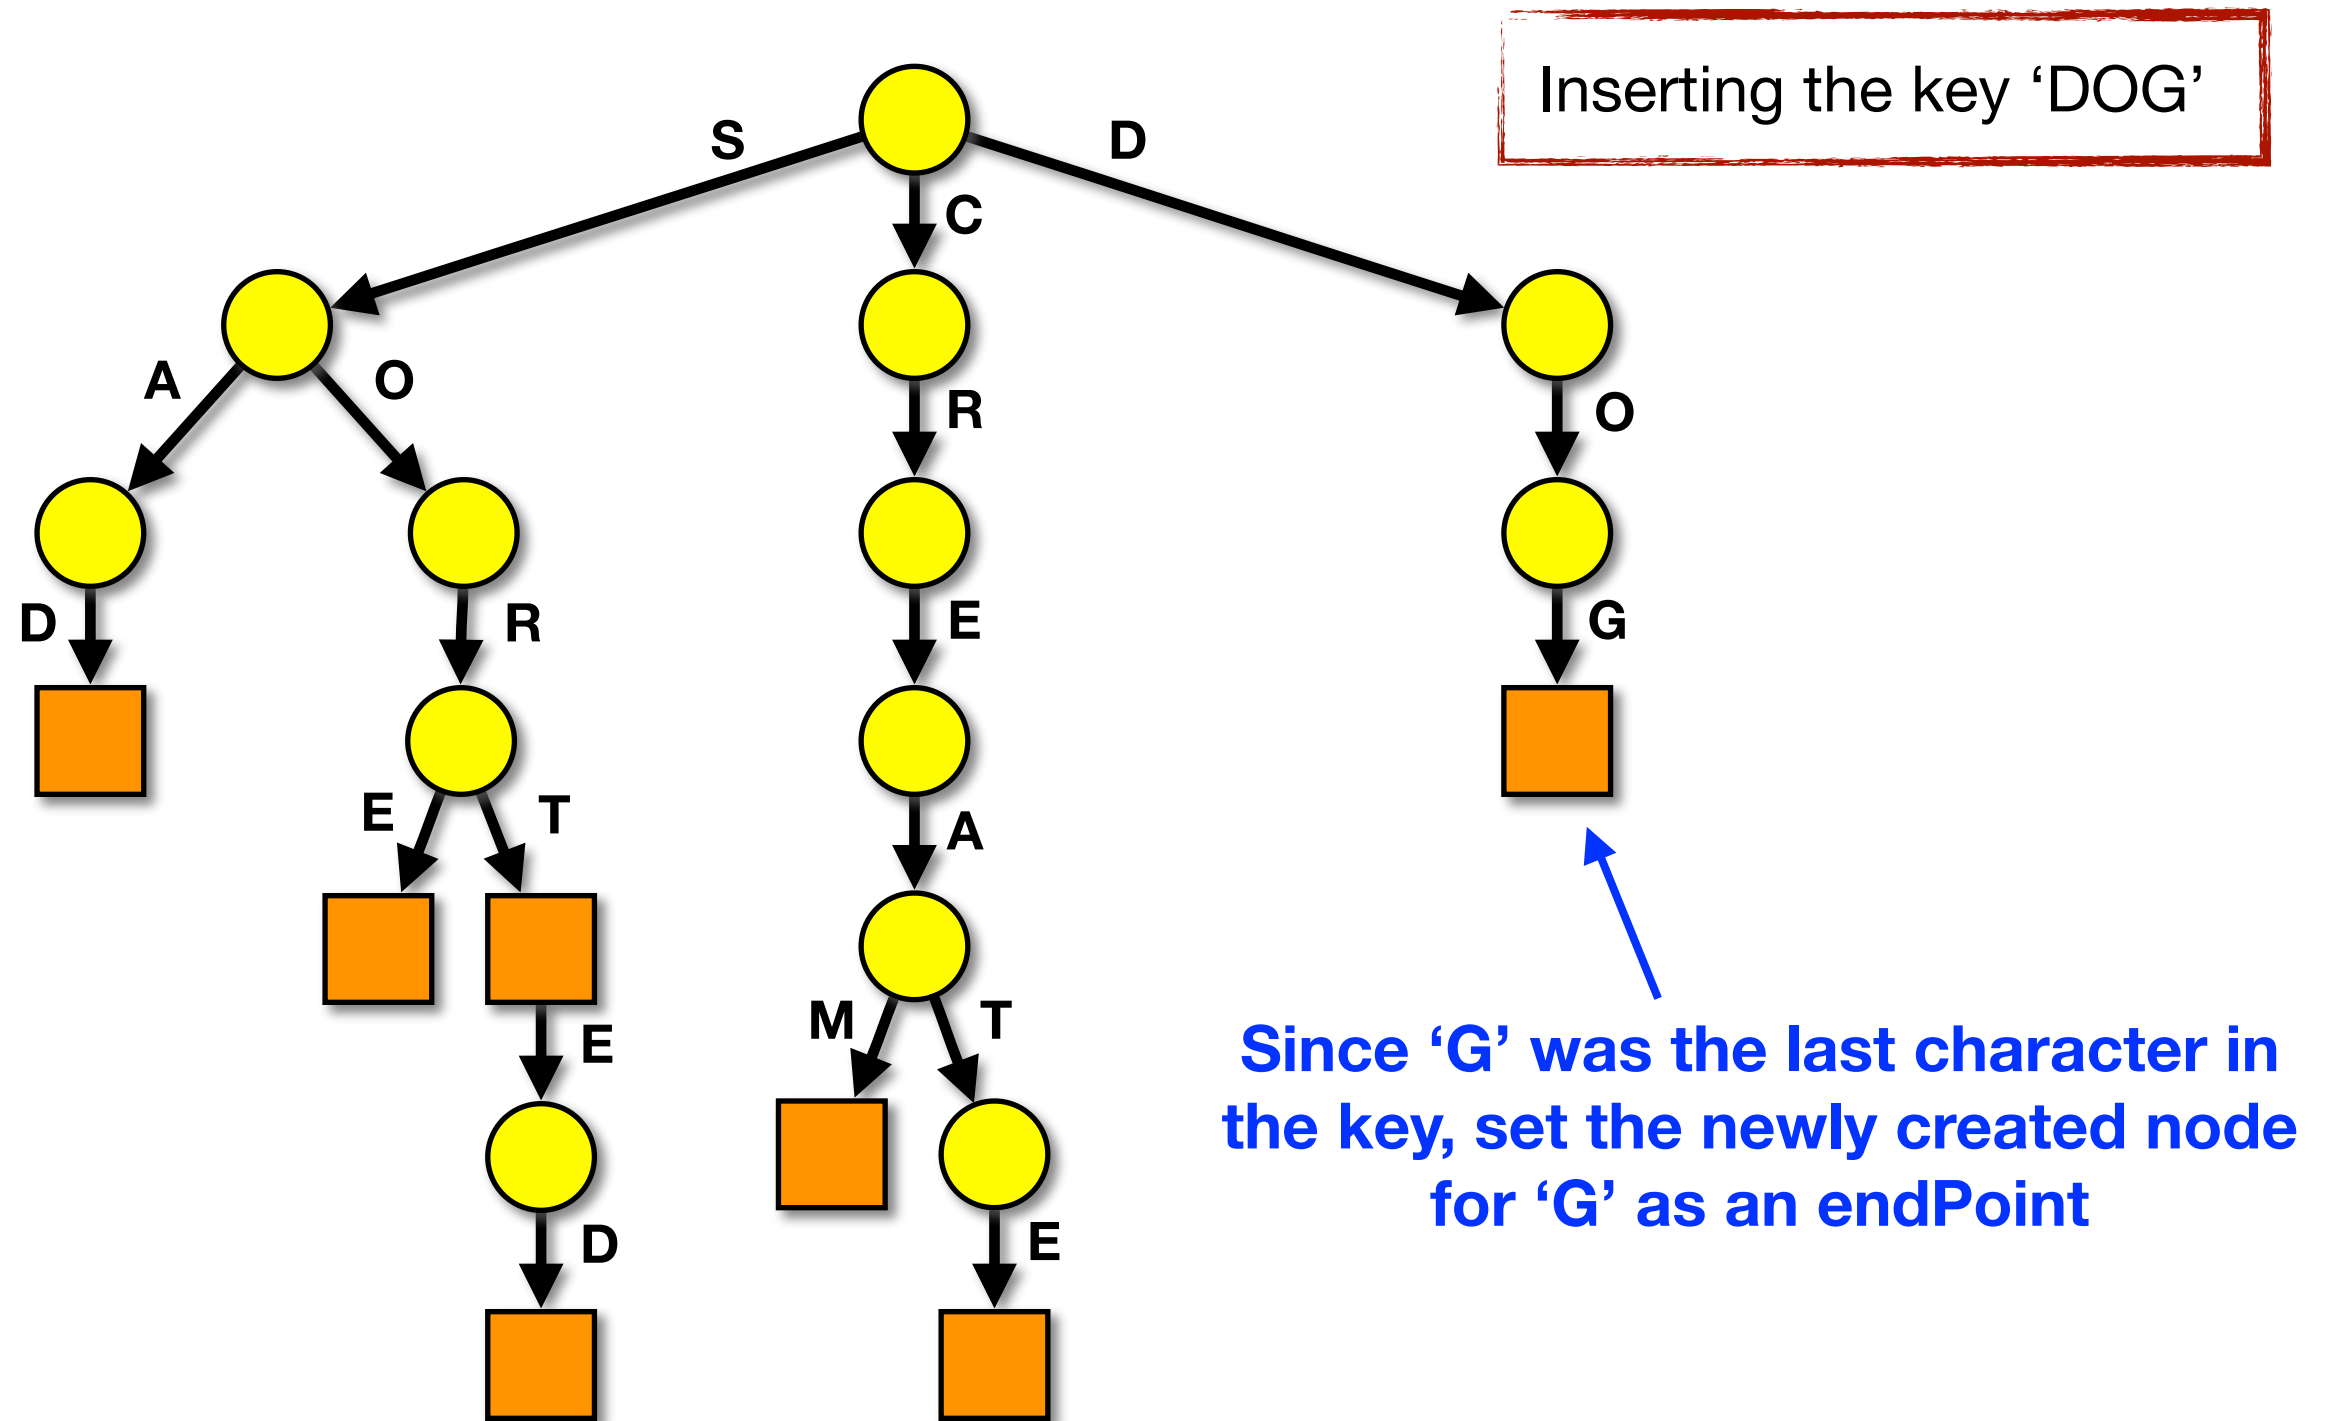 Inserting the key ‘DOG’
S
D
C
A
O
R
O
D
R
E
G
E
T
A
E
M
T
D
E
Since ‘G’ was the last character in
the key, set the newly created node
for ‘G’ as an endPoint